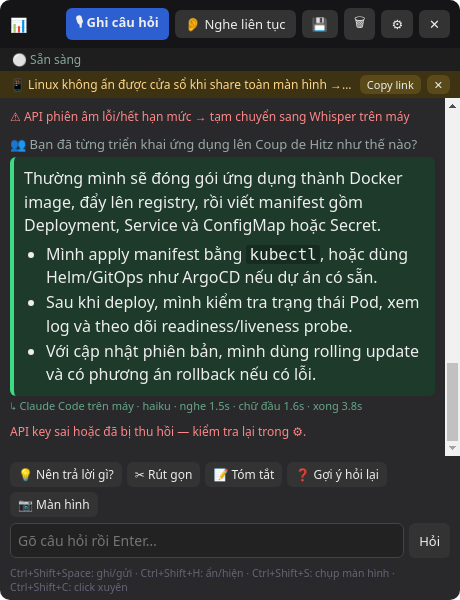 Ghi câu hỏi
Nghe liên tục
Sẵn sàng
Linux không ẩn được cửa sổ khi share toàn màn hình →...
Copy link
⚠ API phiên âm lỗi/hết hạn mức → tạm chuyển sang Whisper trên máy
Bạn đã từng triển khai ứng dụng lên Coup de Hitz như thế nào?
Thường mình sẽ đóng gói ứng dụng thành Docker
image, đẩy lên registry, rồi viết manifest gồm
Deployment, Service và ConfigMap hoặc Secret.
• Mình apply manifest bằng kubectl, hoặc dùng
Helm/GitOps như ArgoCD nếu dự án có sẵn.
• Sau khi deploy, mình kiểm tra trạng thái Pod, xem
log và theo dõi readiness/liveness probe.
• Với cập nhật phiên bản, mình dùng rolling update
và có phương án rollback nếu có lỗi.
↳ Claude Code trên máy · haiku · nghe 1.5s · chữ đầu 1.6s · xong 3.8s
API key sai hoặc đã bị thu hồi — kiểm tra lại trong ⚙.
Nên trả lời gì?
Rút gọn
Tóm tắt
Gợi ý hỏi lại
Màn hình
Gõ câu hỏi rồi Enter...
Hỏi
Ctrl+Shift+Space: ghi/gửi · Ctrl+Shift+H: ẩn/hiện · Ctrl+Shift+S: chụp màn hình ·
Ctrl+Shift+C: click xuyên